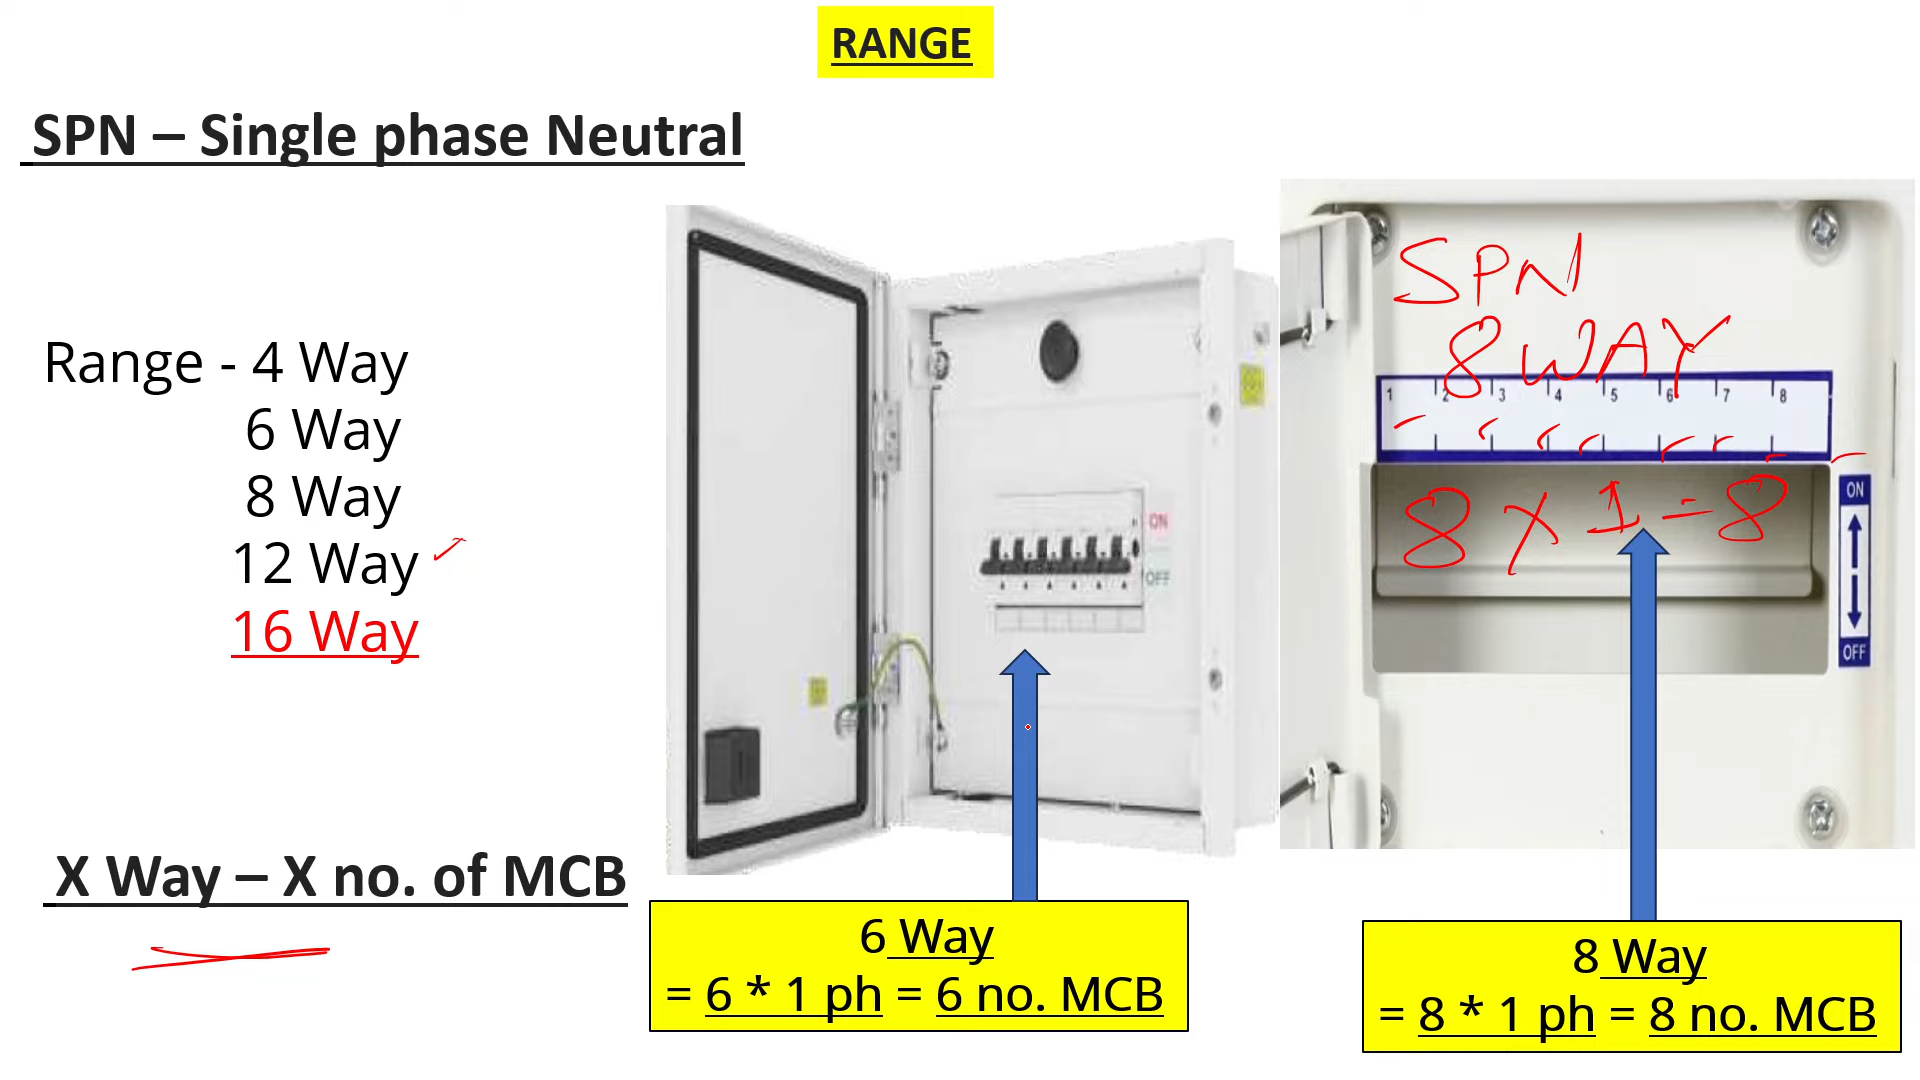 RANGE
SPN – Single phase Neutral
Range - 4 Way
6 Way
8 Way
12 Way
16 Way
X Way – X no. of MCB
ON
OFF
6 Way
= 6 * 1 ph = 6 no. MCB
SPN
8 WAY
1 2 3 4 5 6 7 8
8 X 1 = 8
ON
OFF
8 Way
= 8 * 1 ph = 8 no. MCB